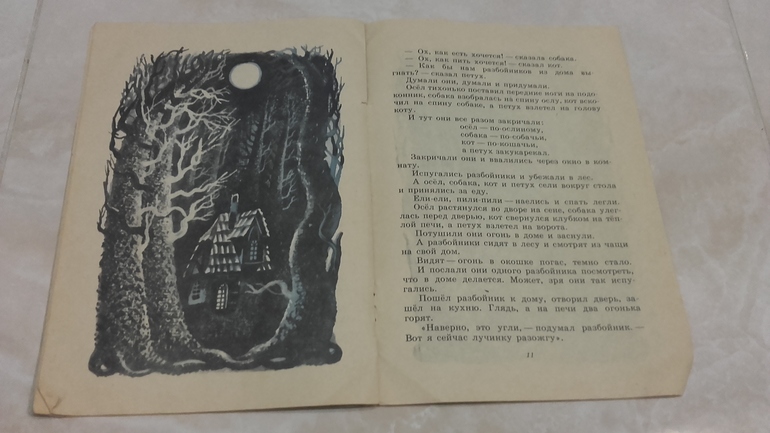 — Ох, как есть хочется! — сказала собака.
— Ох, как пить хочется! — сказал кот.
— Как бы нам разбойников из дома вы-
гнать? — сказал петух.
Думали они, думали и придумали.
Осёл тихонько поставил передние ноги на подо-
конник, собака взобралась на спину ослу, кот вско-
чил на спину собаке, а петух взлетел на голову
коту.
И тут они все разом закричали:
осёл — по-ослиному,
собака — по-собачьи,
кот — по-кошачьи,
а петух закукарекал.
Закричали они и ввалились через окно в ком-
нату.
Испугались разбойники и убежали в лес.
А осёл, собака, кот и петух сели вокруг стола
и принялись за еду.
Ели-ели, пили-пили — наелись и спать легли.
Осёл растянулся во дворе на сене, собака улег-
лась перед дверью, кот свернулся клубком на тёп-
лой печи, а петух взлетел на ворота.
Потушили они огонь в доме и заснули.
А разбойники сидят в лесу и смотрят из чащи
на свой дом.
Видят — огонь в окошке погас, темно стало.
И послали они одного разбойника посмотреть,
что в доме делается. Может, зря они так испу-
гались.
Пошёл разбойник к дому, отворил дверь, за-
шёл на кухню. Глядь, а на печи два огонька
горят.
«Наверно, это угли, — подумал разбойник. —
Вот я сейчас лучинку разожгу».
11